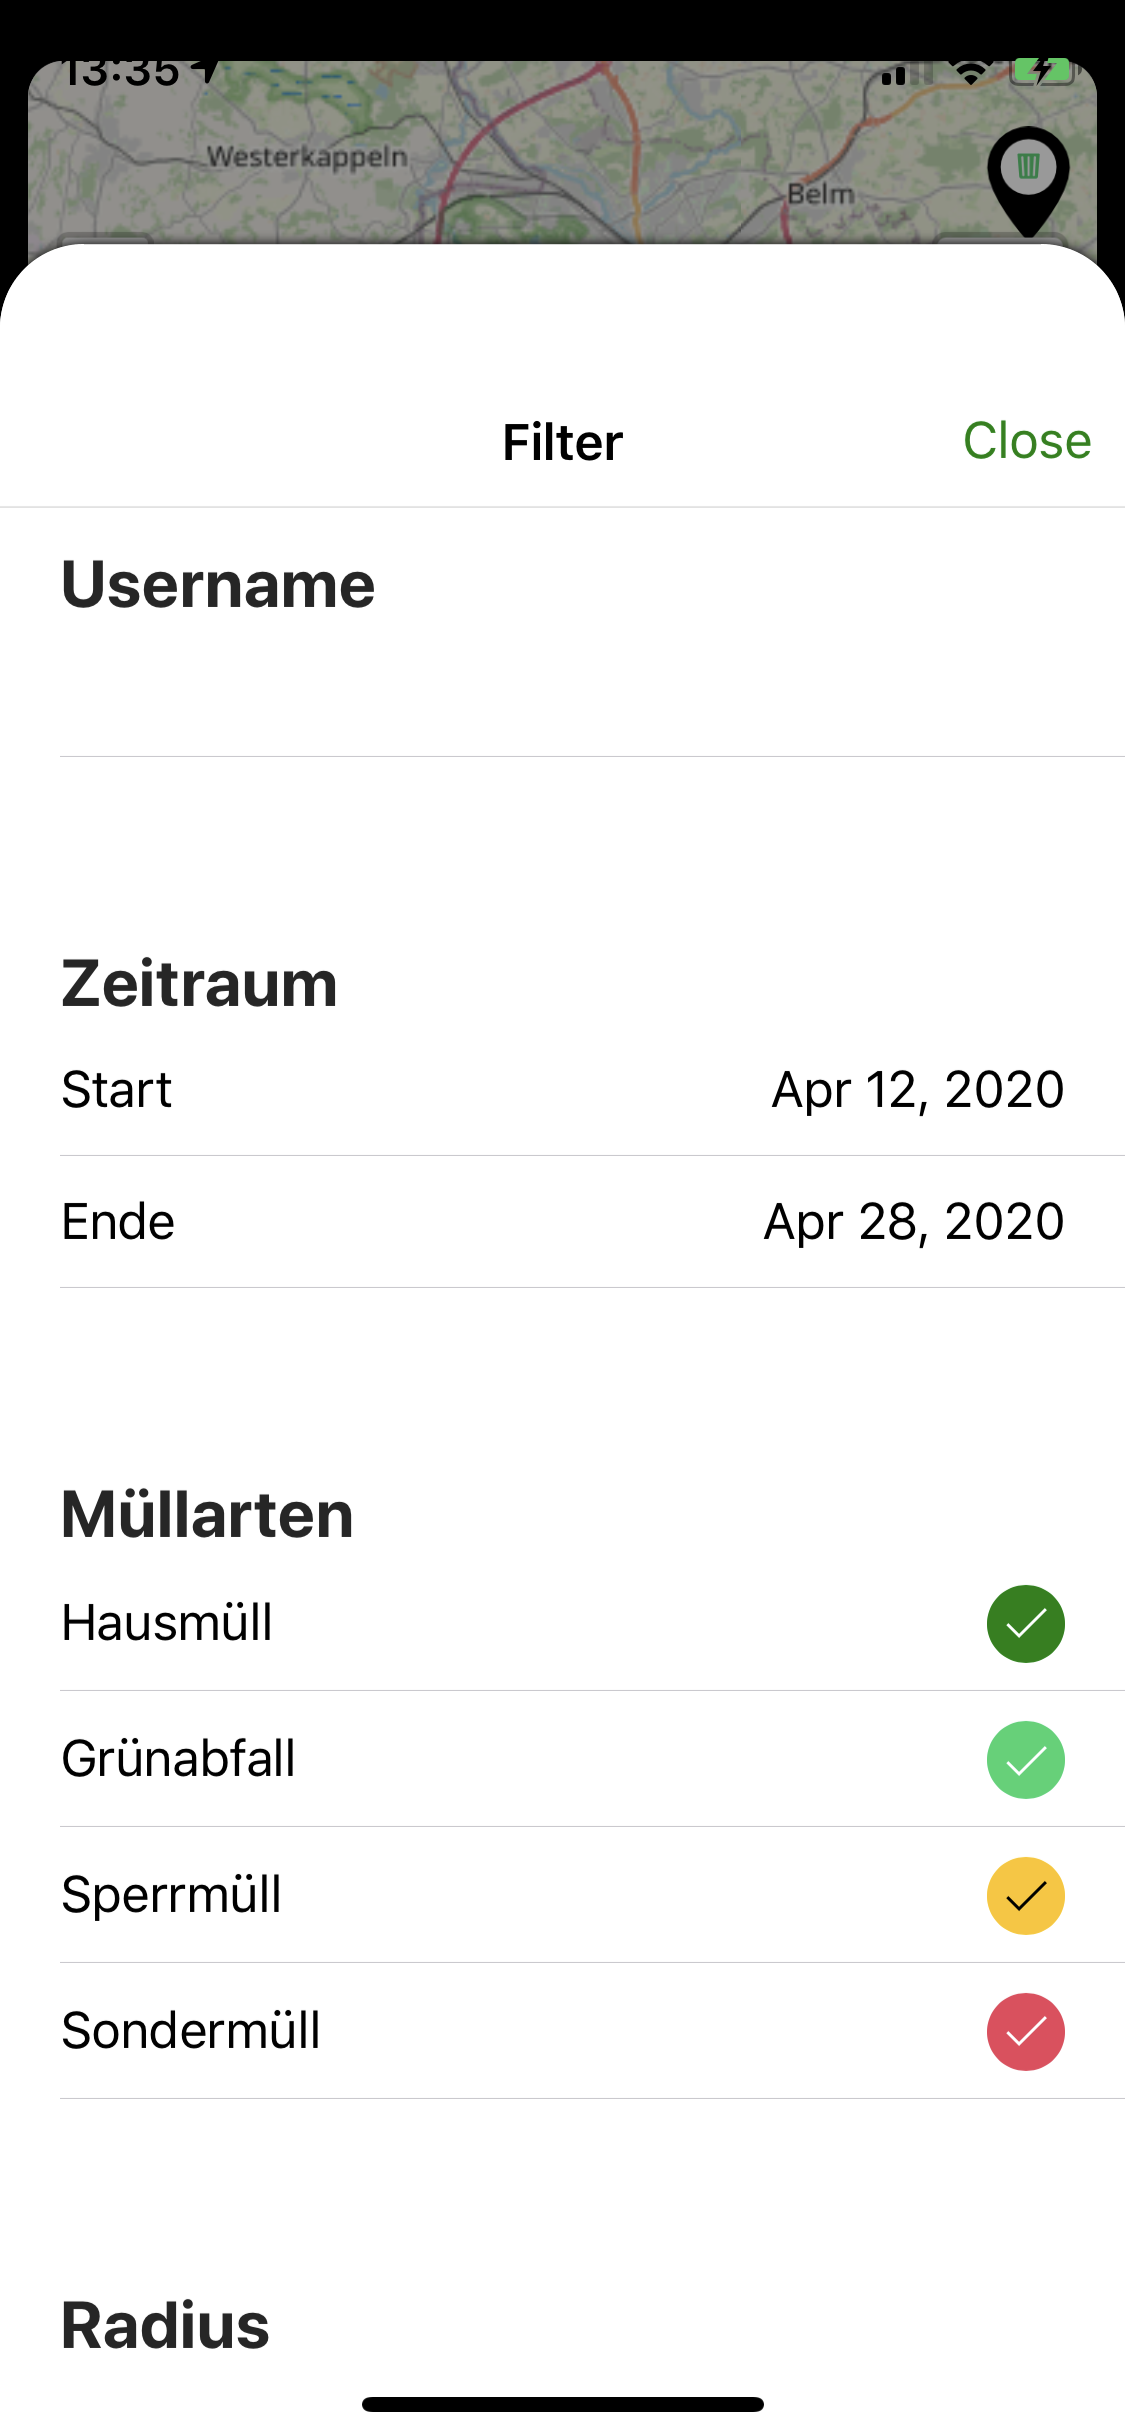 13:35
Westerkappeln
Belm
Filter
Close
Username
Zeitraum
Start
Apr 12, 2020
Ende
Apr 28, 2020
Müllarten
Hausmüll
Grünabfall
Sperrmüll
Sondermüll
Radius